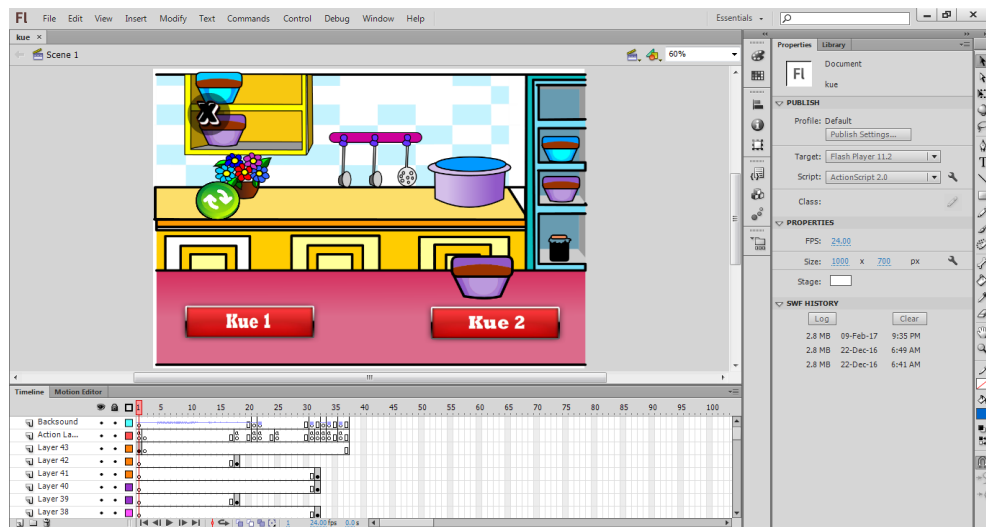 Fl File Edit View Insert Modify Text Commands Control Debug Window Help Essentials
kue ×
Scene 1 60%
Properties Library
Fl Document
kue
PUBLISH
Profile: Default
Publish Settings...
Target: Flash Player 11.2
Script: ActionScript 2.0
Class:
PROPERTIES
FPS: 24.00
Size: 1000 x 700 px
Stage:
SWF HISTORY
Log Clear
2.8 MB 09-Feb-17 9:35 PM
2.8 MB 22-Dec-16 6:49 AM
2.8 MB 22-Dec-16 6:41 AM
X
Kue 1 Kue 2
Timeline Motion Editor
1 5 10 15 20 25 30 35 40 45 50 55 60 65 70 75 80 85 90 95 100
Backsound
Action La...
Layer 43
Layer 42
Layer 41
Layer 40
Layer 39
Layer 38
1 24.00 fps 0.0 s